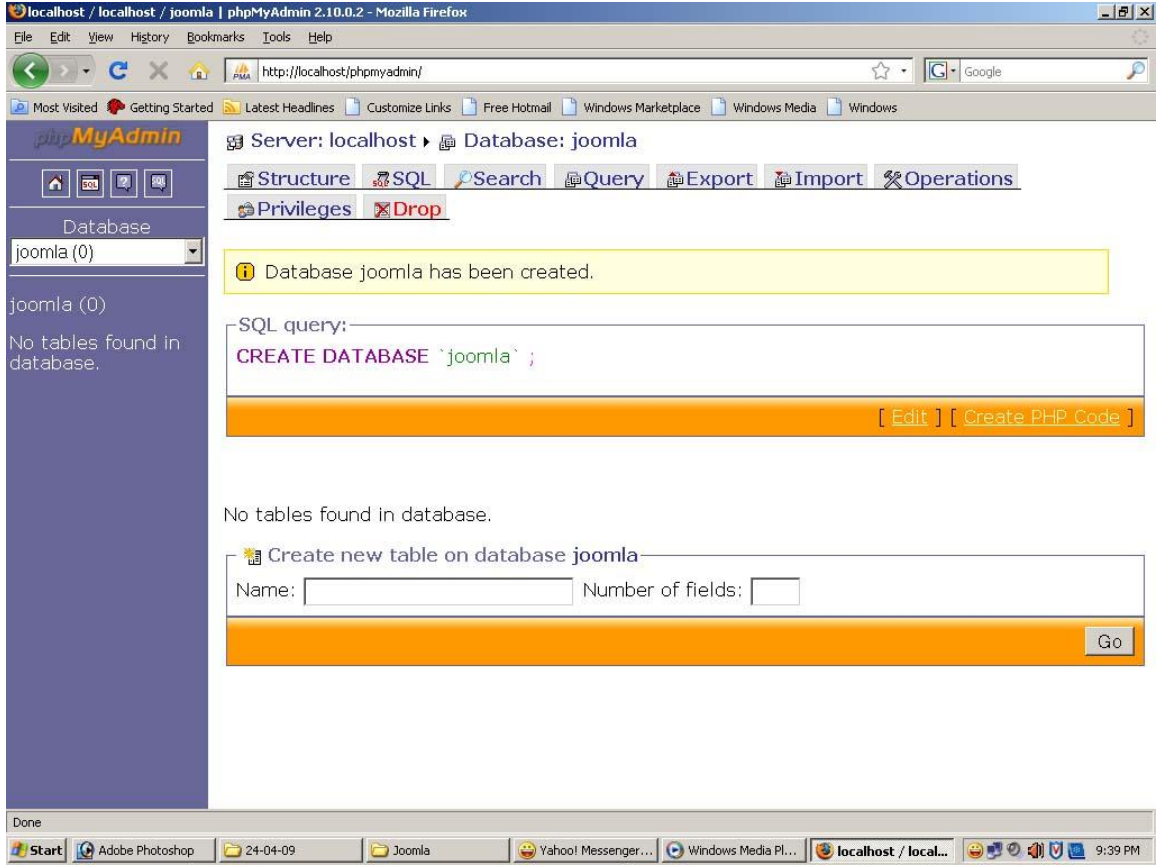 localhost / localhost / joomla | phpMyAdmin 2.10.0.2 - Mozilla Firefox
File Edit View History Bookmarks Tools Help
PMA http://localhost/phpmyadmin/ G Google
Most Visited Getting Started Latest Headlines Customize Links Free Hotmail Windows Marketplace Windows Media Windows
phpMyAdmin
SQL
Database
joomla (0)
joomla (0)
No tables found in
database.
Server: localhost Database: joomla
Structure SQL Search Query Export Import Operations
Privileges Drop
Database joomla has been created.
SQL query:
CREATE DATABASE `joomla` ;
[ Edit ] [ Create PHP Code ]
No tables found in database.
Create new table on database joomla
Name: Number of fields:
Go
Done
Start Adobe Photoshop 24-04-09 Joomla Yahoo! Messenger... Windows Media Pl... localhost / local... 9:39 PM